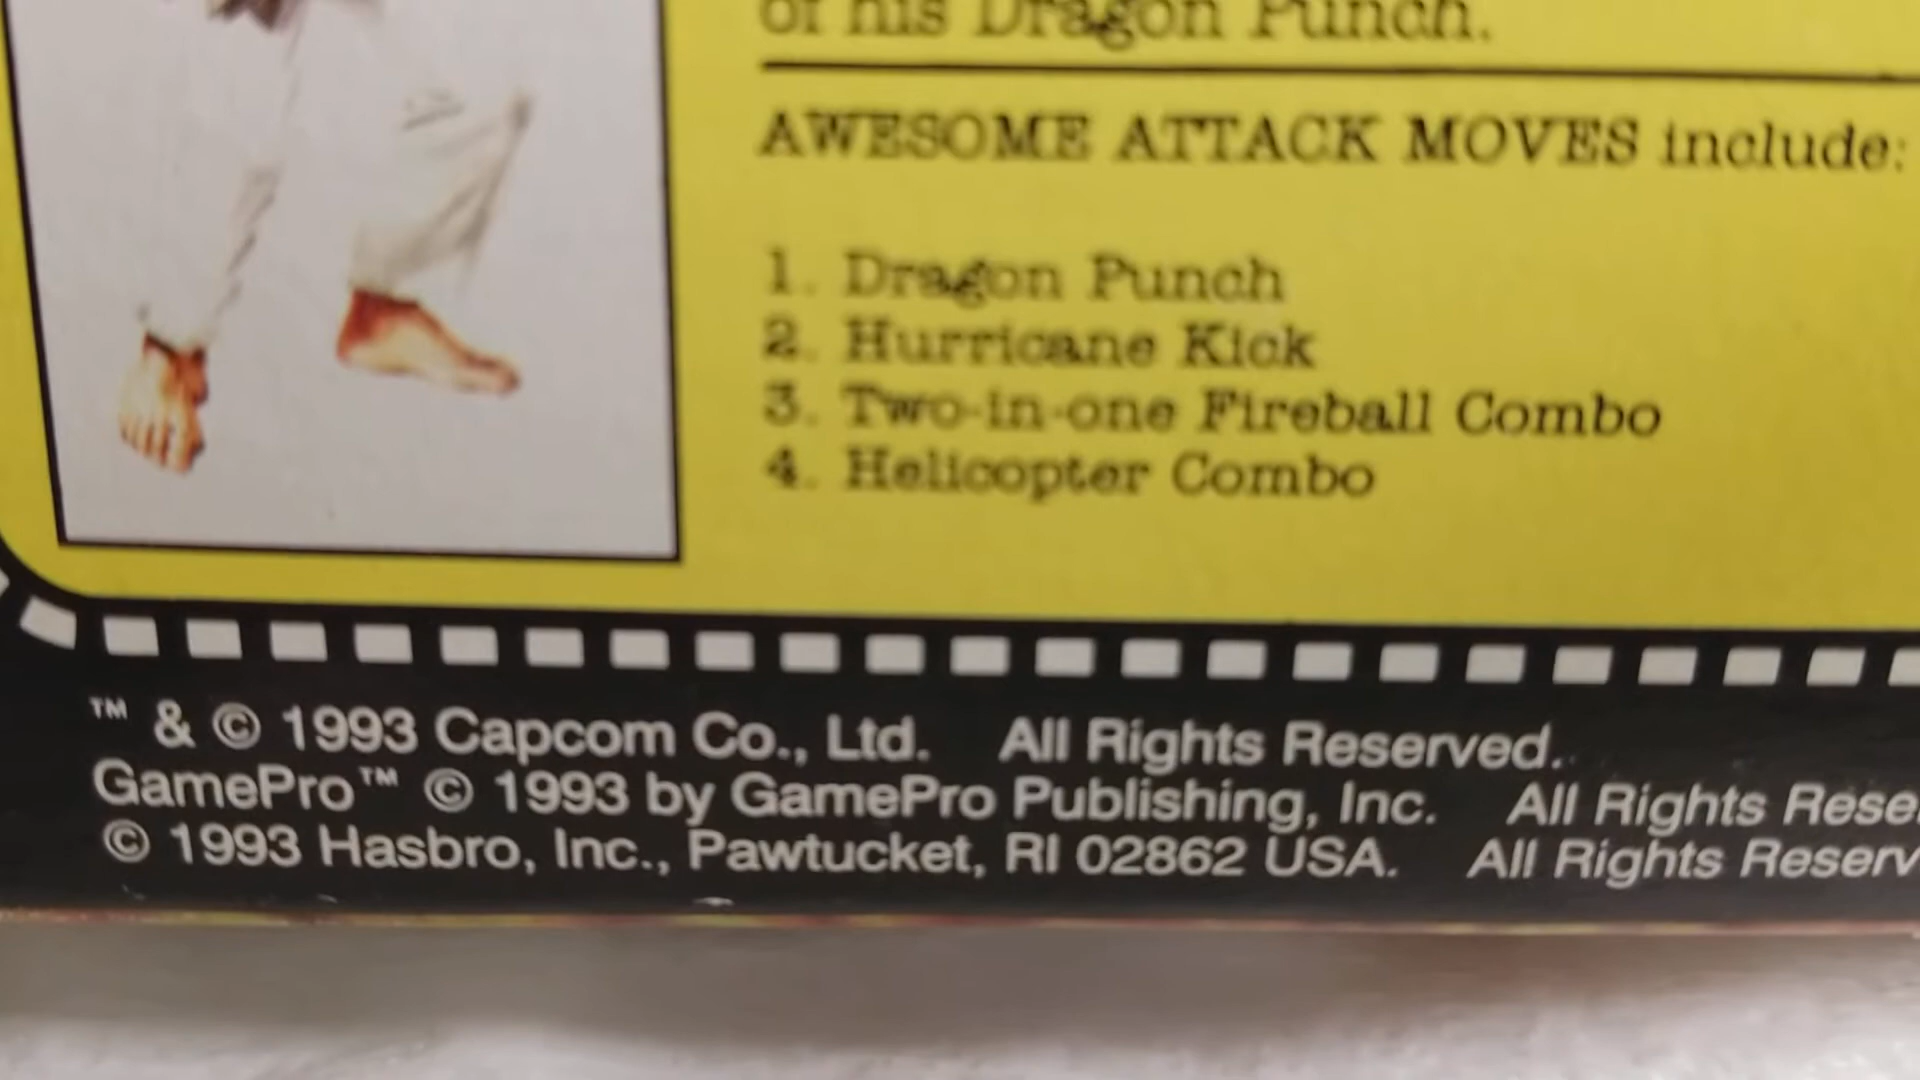 of his Dragon Punch.
AWESOME ATTACK MOVES include:
1. Dragon Punch
2. Hurricane Kick
3. Two-in-one Fireball Combo
4. Helicopter Combo
™ & © 1993 Capcom Co., Ltd. All Rights Reserved.
GamePro™ © 1993 by GamePro Publishing, Inc. All Rights Rese
© 1993 Hasbro, Inc., Pawtucket, RI 02862 USA. All Rights Reserv